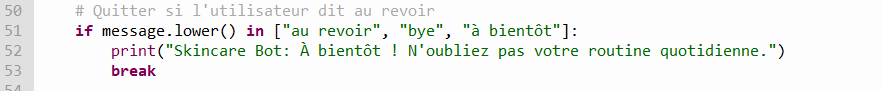 50 # Quitter si l'utilisateur dit au revoir
51 if message.lower() in ["au revoir", "bye", "à bientôt"]:
52 print("Skincare Bot: À bientôt ! N'oubliez pas votre routine quotidienne.")
53 break
54